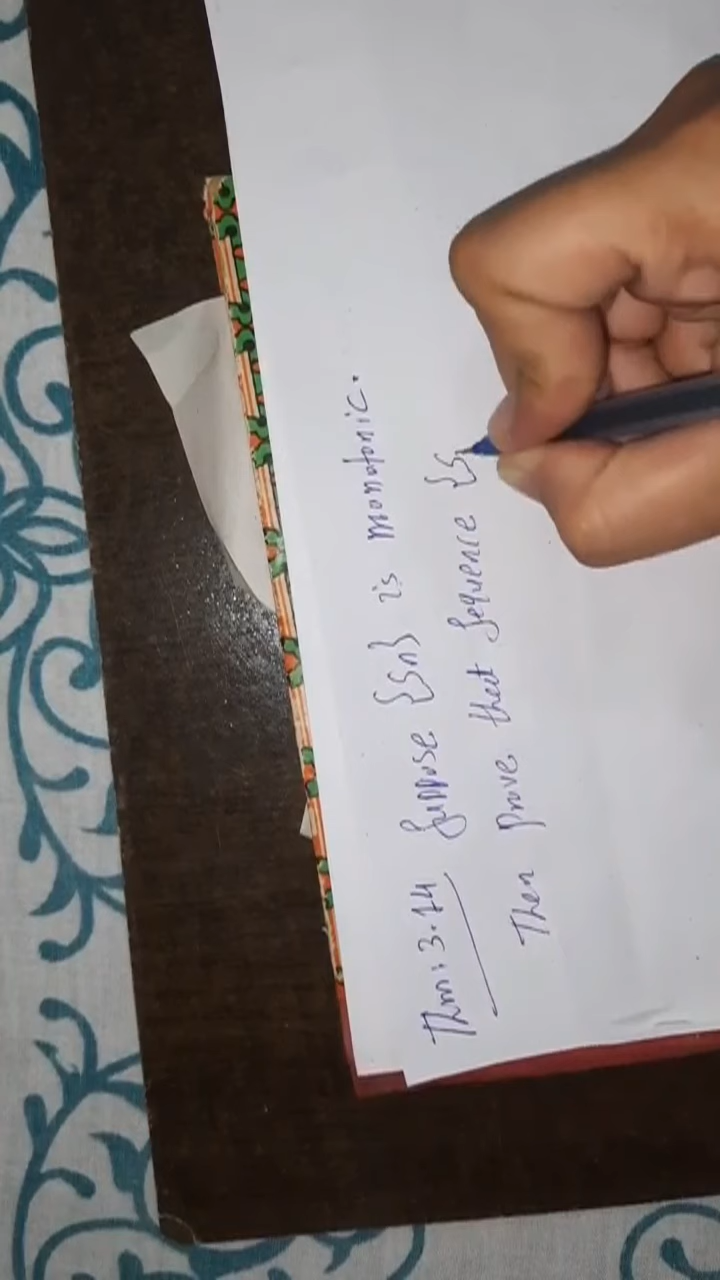 Thm: 3.14 Suppose {Sn} is monotonic.
Then prove that sequence {S